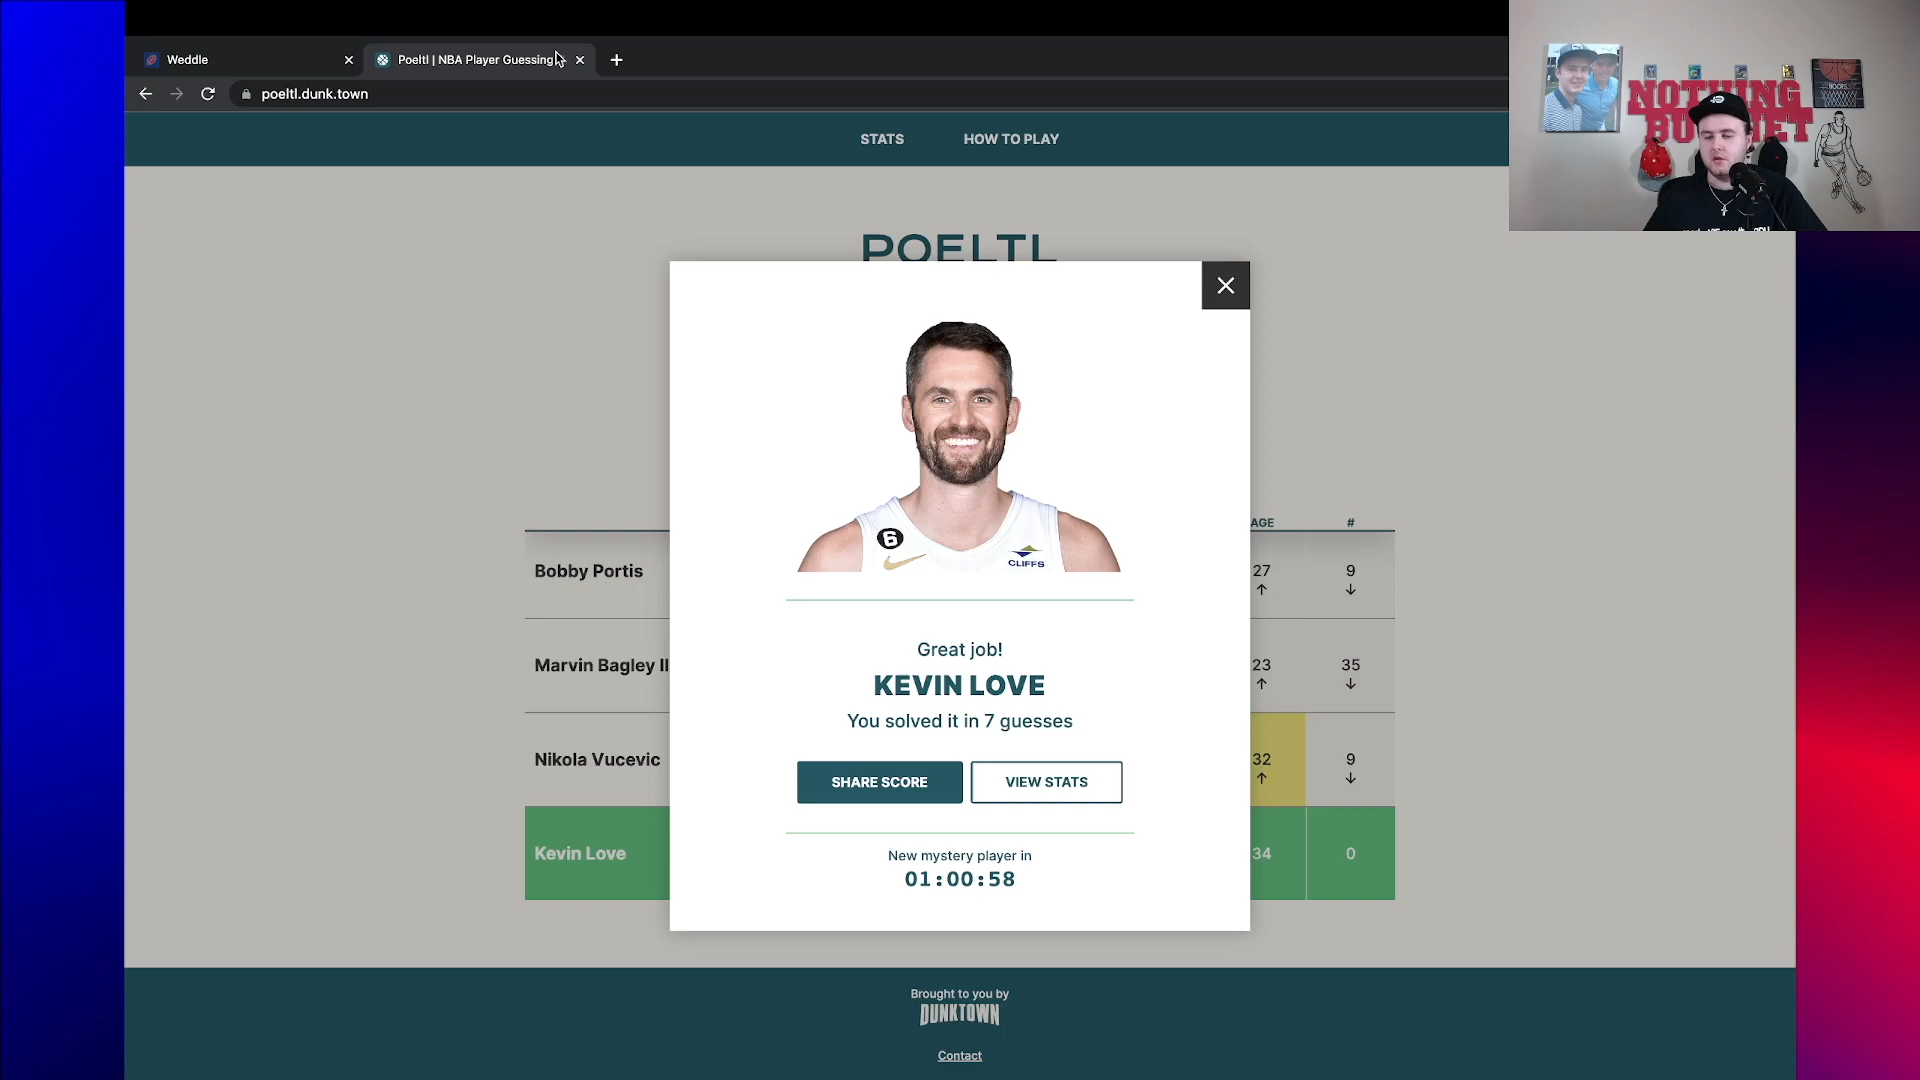 Weddle
Poeltl | NBA Player Guessing
poeltl.dunk.town
STATS HOW TO PLAY
NOTHING
POELTL
AGE #
Bobby Portis 27 9
Marvin Bagley II 23 35
Nikola Vucevic 32 9
Kevin Love 34 0
6
CLIFFS
Great job!
KEVIN LOVE
You solved it in 7 guesses
SHARE SCORE VIEW STATS
New mystery player in
01:00:58
Brought to you by
DUNKTOWN
Contact